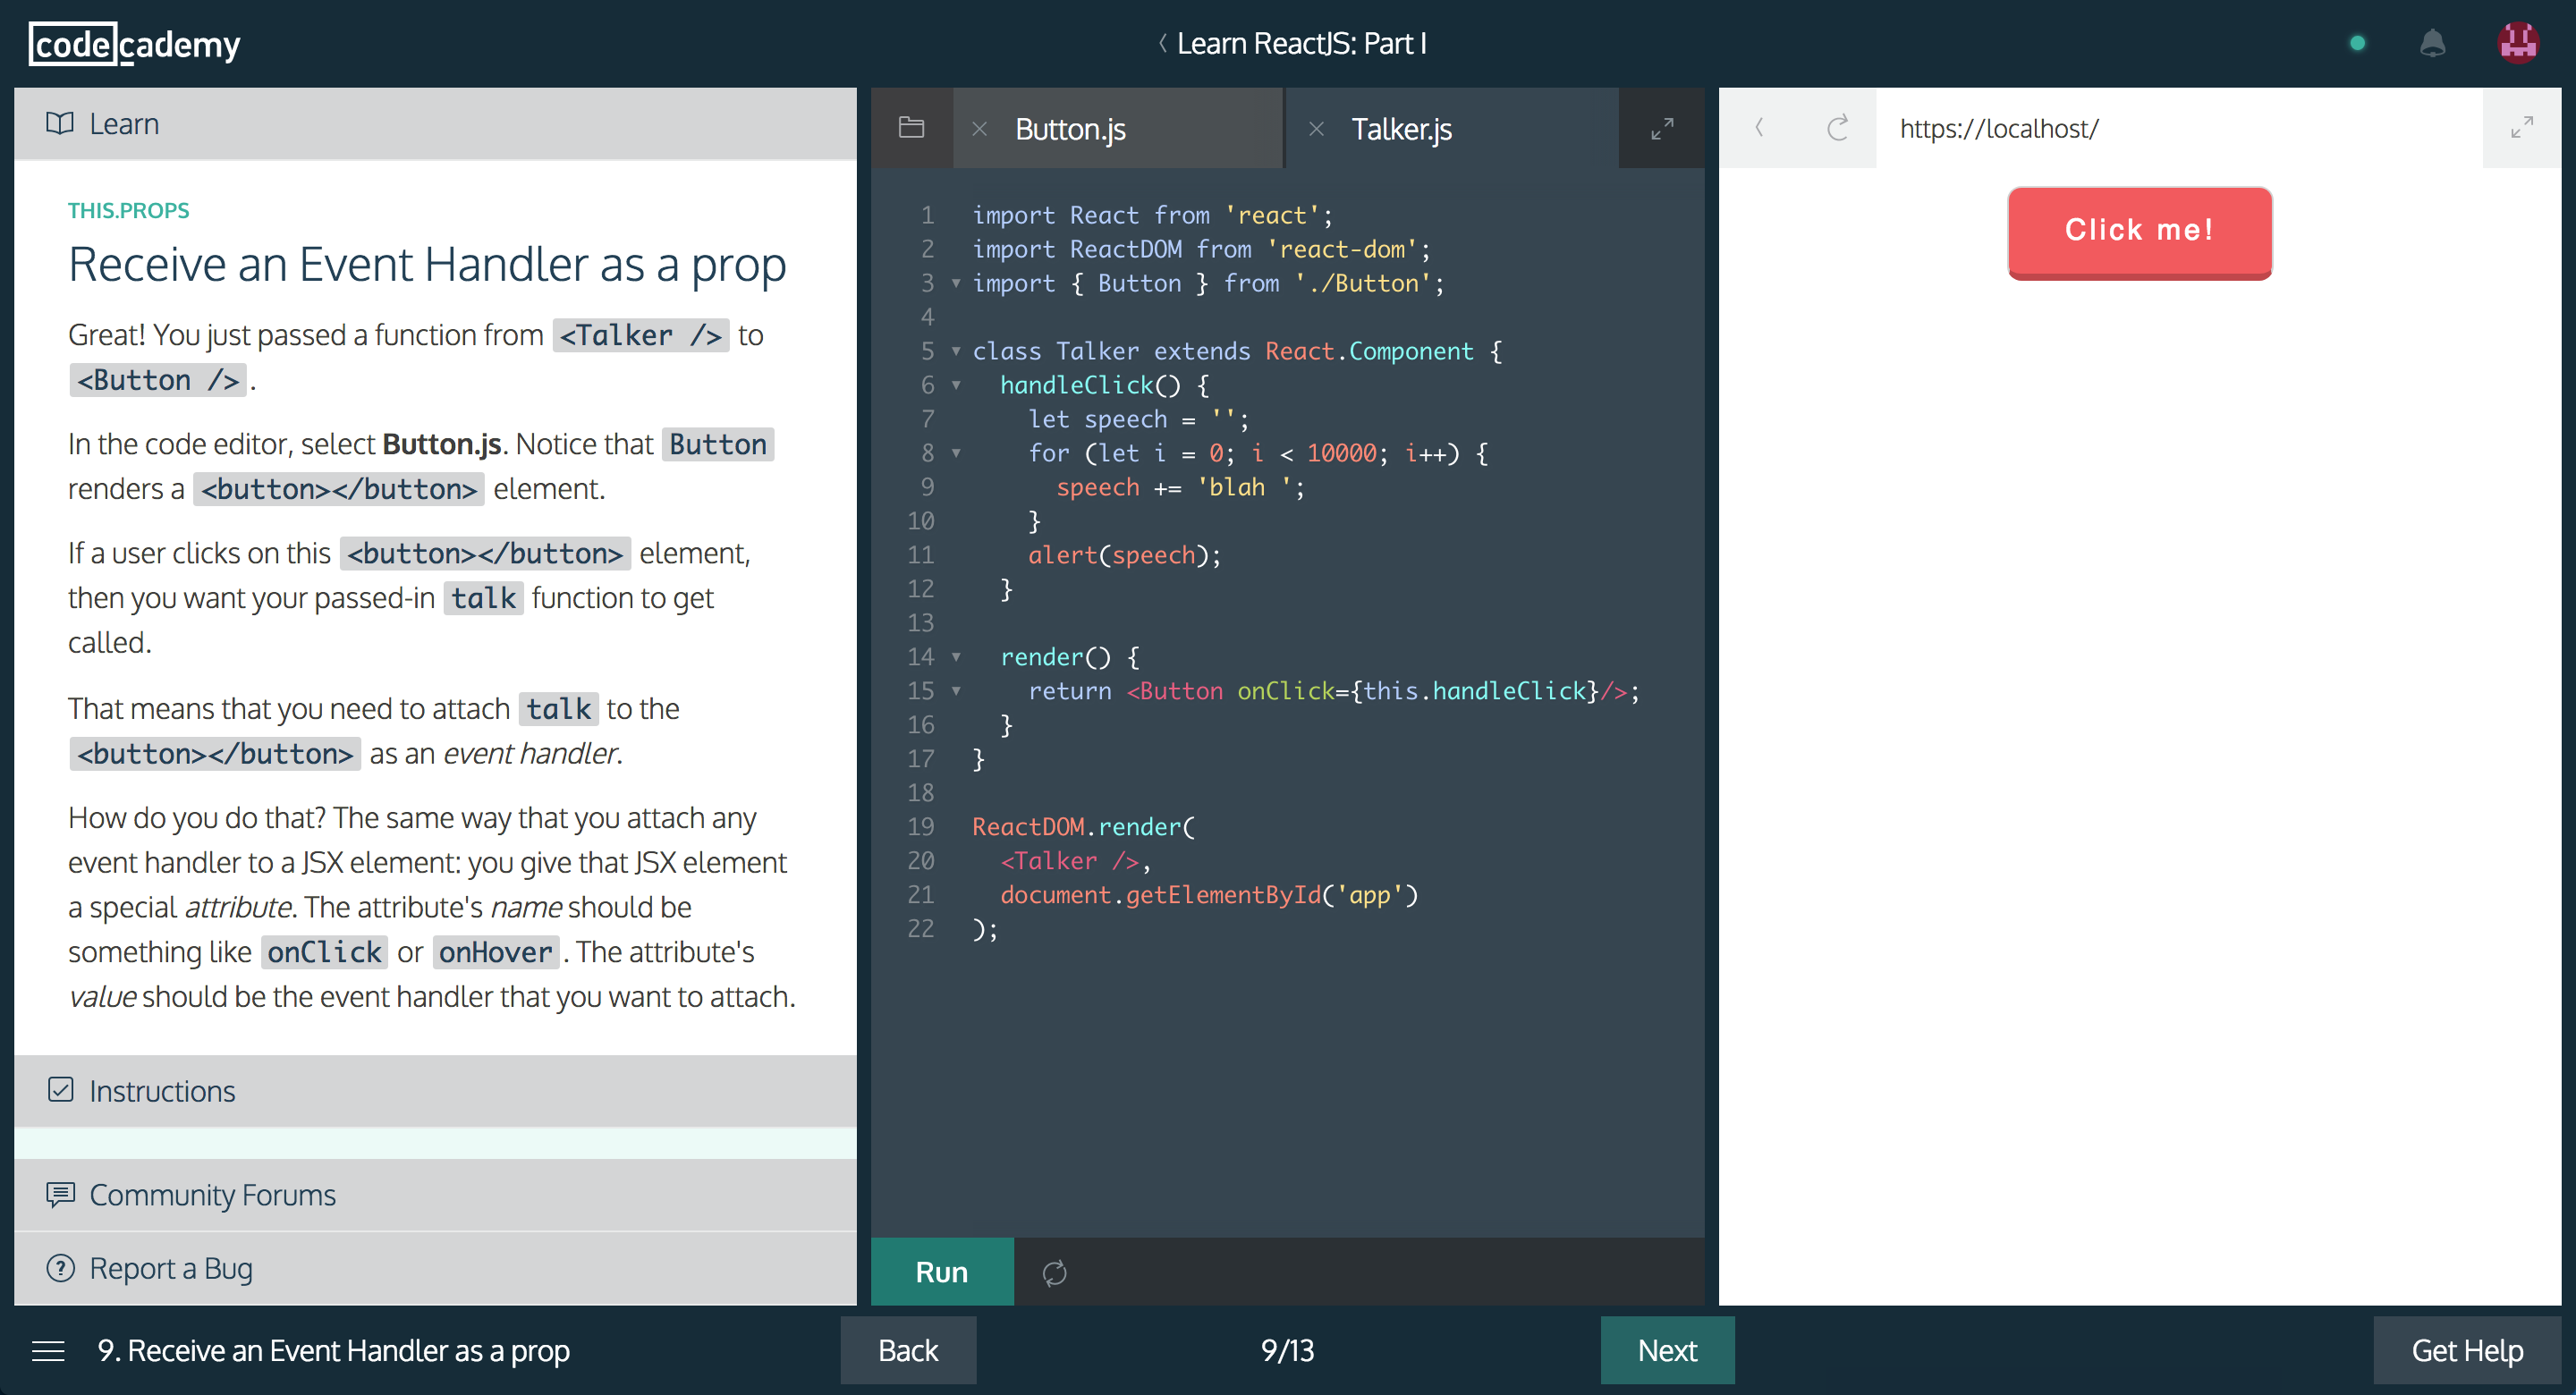 codecademy
Learn ReactJS: Part I
Learn
THIS.PROPS
Receive an Event Handler as a prop
Great! You just passed a function from <Talker /> to
<Button />.
In the code editor, select Button.js. Notice that Button
renders a <button></button> element.
If a user clicks on this <button></button> element,
then you want your passed-in talk function to get
called.
That means that you need to attach talk to the
<button></button> as an event handler.
How do you do that? The same way that you attach any
event handler to a JSX element: you give that JSX element
a special attribute. The attribute's name should be
something like onClick or onHover. The attribute's
value should be the event handler that you want to attach.
Instructions
Community Forums
Report a Bug
Button.js
Talker.js
1 import React from 'react';
2 import ReactDOM from 'react-dom';
3 import { Button } from './Button';
4
5 class Talker extends React.Component {
6   handleClick() {
7     let speech = '';
8     for (let i = 0; i < 10000; i++) {
9       speech += 'blah ';
10     }
11     alert(speech);
12   }
13
14   render() {
15     return <Button onClick={this.handleClick}/>;
16   }
17 }
18
19 ReactDOM.render(
20   <Talker />,
21   document.getElementById('app')
22 );
Run
https://localhost/
Click me!
9. Receive an Event Handler as a prop
Back
9/13
Next
Get Help